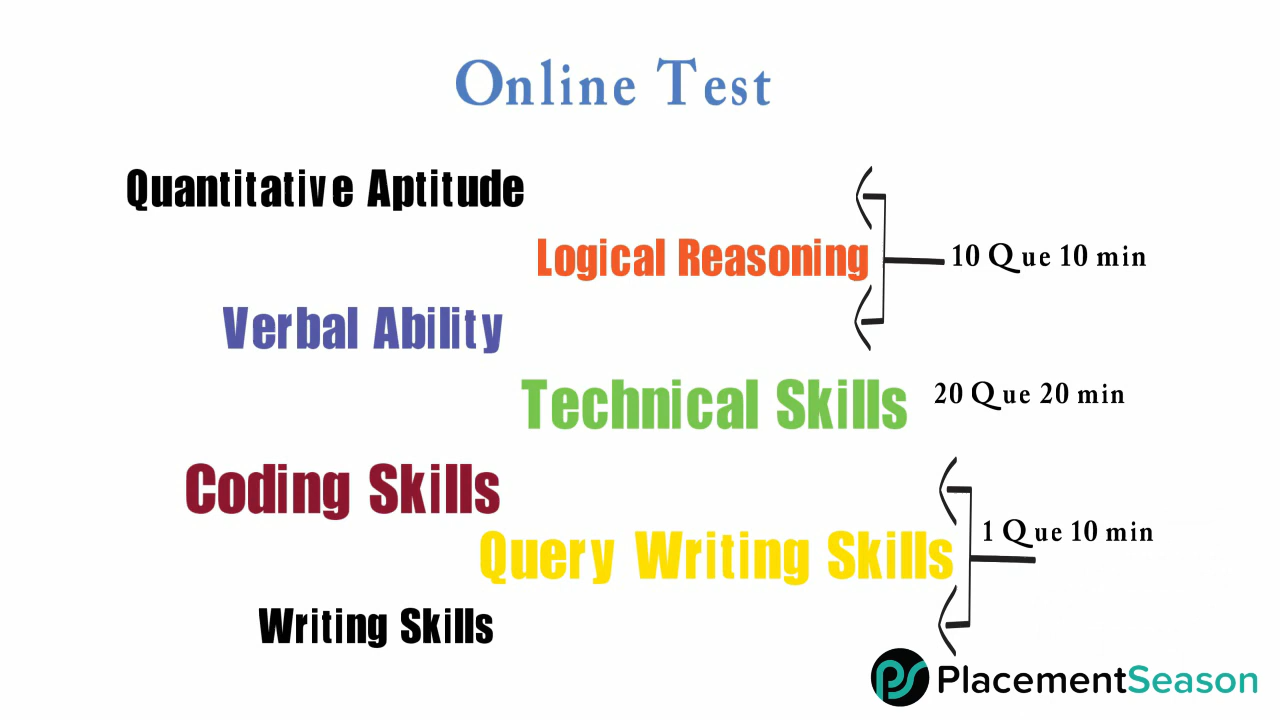 Online Test
Quantitative Aptitude
Logical Reasoning
10 Que 10 min
Verbal Ability
Technical Skills
20 Que 20 min
Coding Skills
1 Que 10 min
Query Writing Skills
Writing Skills
PS PlacementSeason